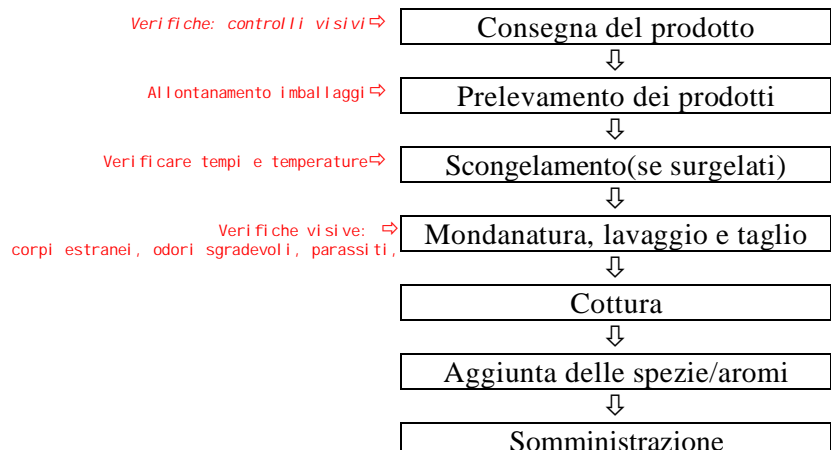 Verifiche: controlli visivi⇨ Consegna del prodotto
⇩
Allontanamento imballaggi⇨ Prelevamento dei prodotti
⇩
Verificare tempi e temperature⇨ Scongelamento(se surgelati)
⇩
Verifiche visive: ⇨ Mondanatura, lavaggio e taglio
corpi estranei, odori sgradevoli, parassiti,
⇩
Cottura
⇩
Aggiunta delle spezie/aromi
⇩
Somministrazione